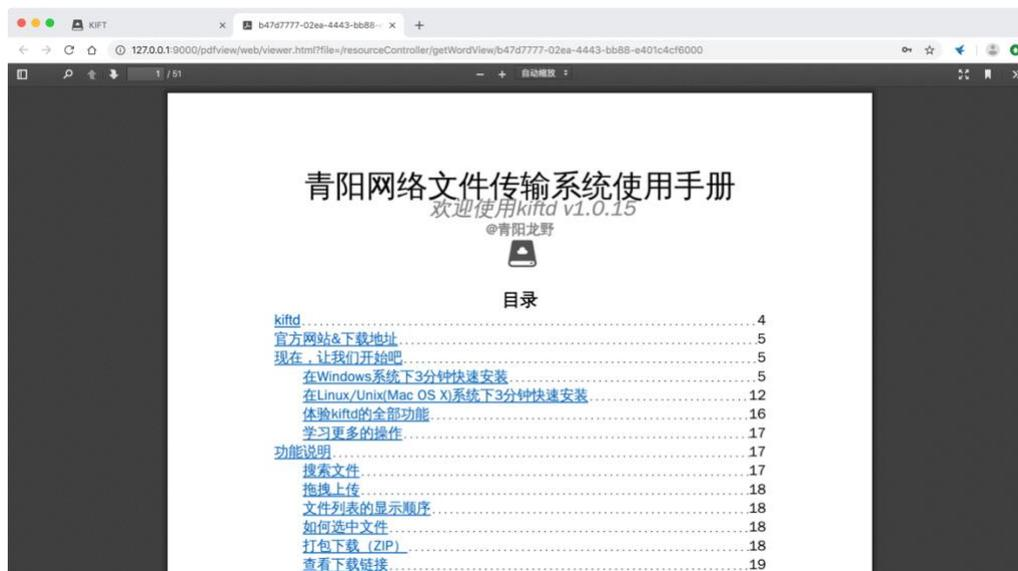 KIFT
b47d7777-02ea-4443-bb88-
127.0.0.1:9000/pdfview/web/viewer.html?file=/resourceController/getWordView/b47d7777-02ea-4443-bb88-e401c4cf6000
1 / 51
自动缩放
青阳网络文件传输系统使用手册
欢迎使用kiftd v1.0.15
@青阳龙野
目录
kiftd 4
官方网站&下载地址 5
现在，让我们开始吧 5
在Windows系统下3分钟快速安装 5
在Linux/Unix(Mac OS X)系统下3分钟快速安装 12
体验kiftd的全部功能 16
学习更多的操作 17
功能说明 17
搜索文件 17
拖拽上传 18
文件列表的显示顺序 18
如何选中文件 18
打包下载（ZIP） 18
查看下载链接 19